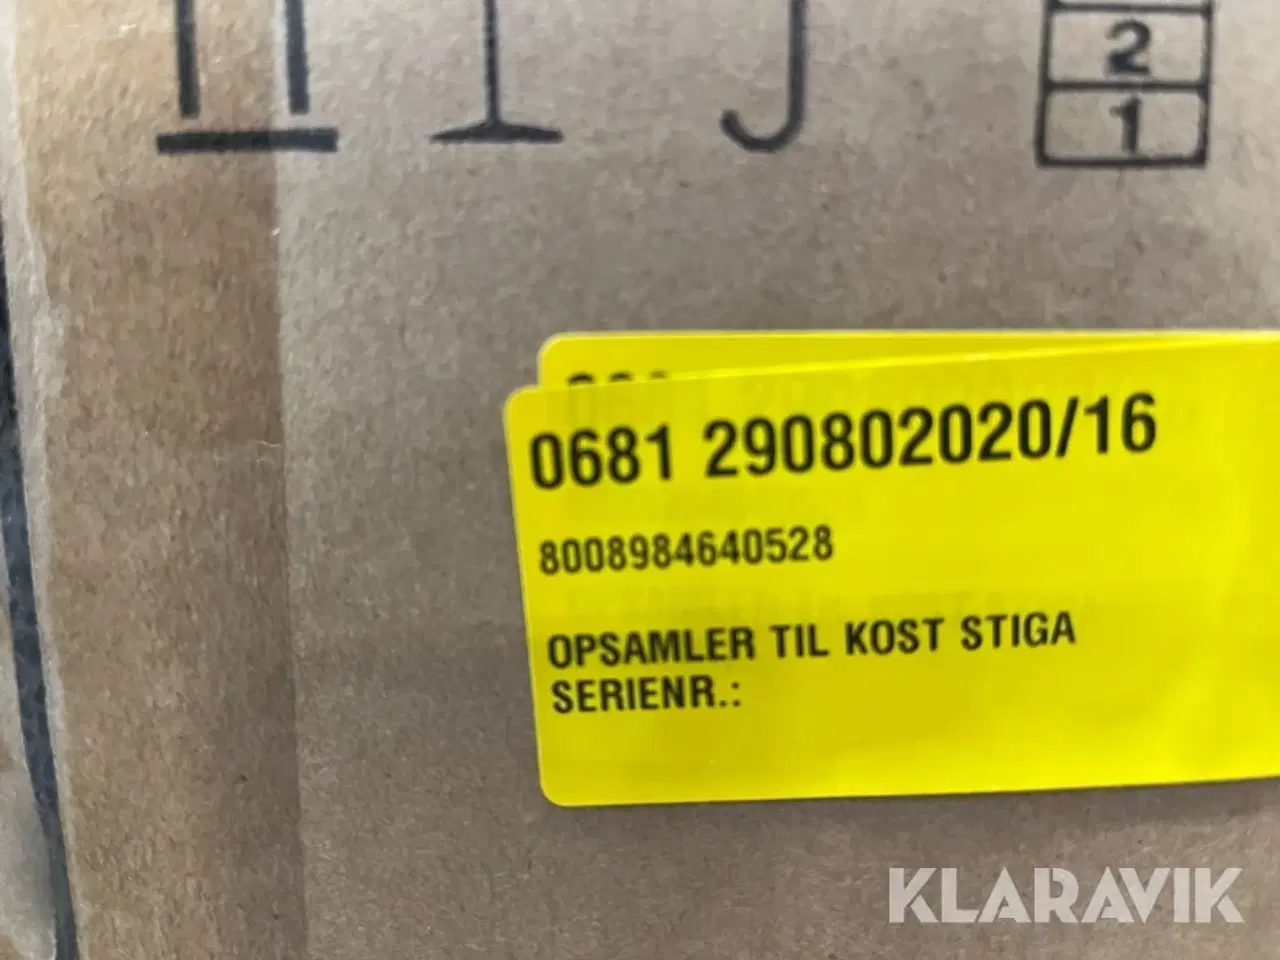 2
1
0681 290802020/16
8008984640528
OPSAMLER TIL KOST STIGA
SERIENR.:
KLARAVIK